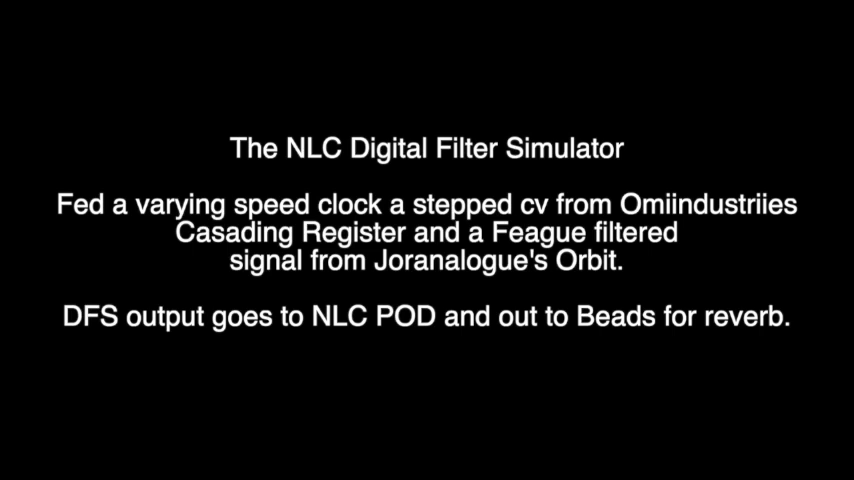 The NLC Digital Filter Simulator
Fed a varying speed clock a stepped cv from Omiindustriies
Casading Register and a Feague filtered
signal from Joranalogue's Orbit.
DFS output goes to NLC POD and out to Beads for reverb.